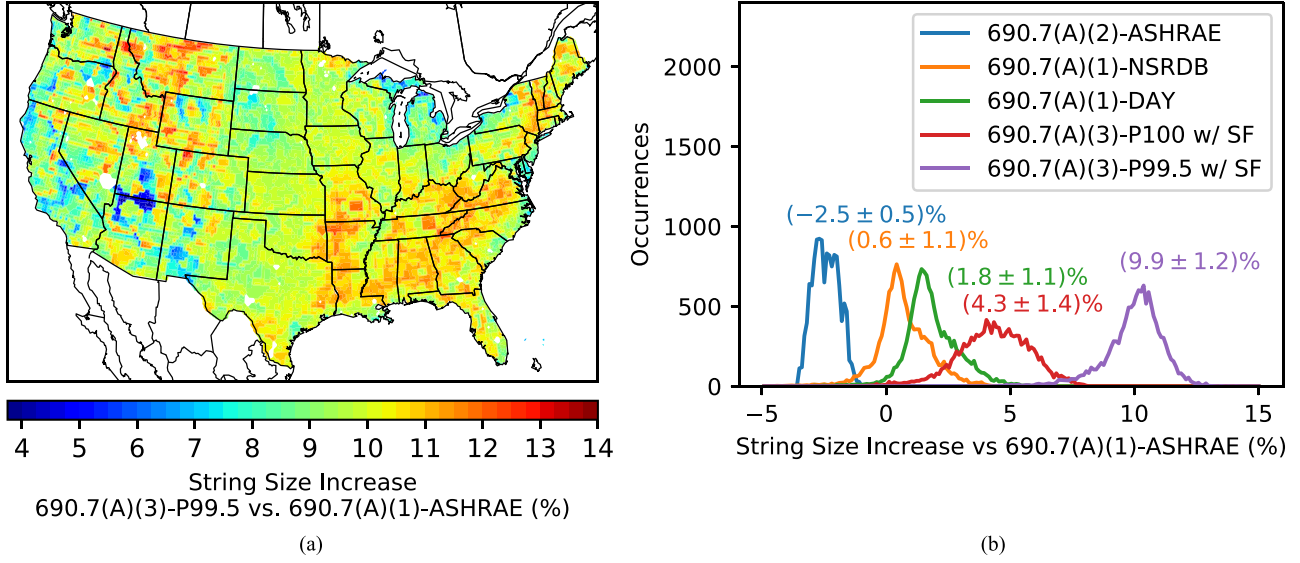 4 5 6 7 8 9 10 11 12 13 14
String Size Increase
690.7(A)(3)-P99.5 vs. 690.7(A)(1)-ASHRAE (%)
(a)
690.7(A)(2)-ASHRAE
690.7(A)(1)-NSRDB
690.7(A)(1)-DAY
690.7(A)(3)-P100 w/ SF
690.7(A)(3)-P99.5 w/ SF
2000
1500
1000
500
0
Occurrences
(−2.5 ± 0.5)%
(0.6 ± 1.1)%
(1.8 ± 1.1)%
(4.3 ± 1.4)%
(9.9 ± 1.2)%
−5 0 5 10 15
String Size Increase vs 690.7(A)(1)-ASHRAE (%)
(b)